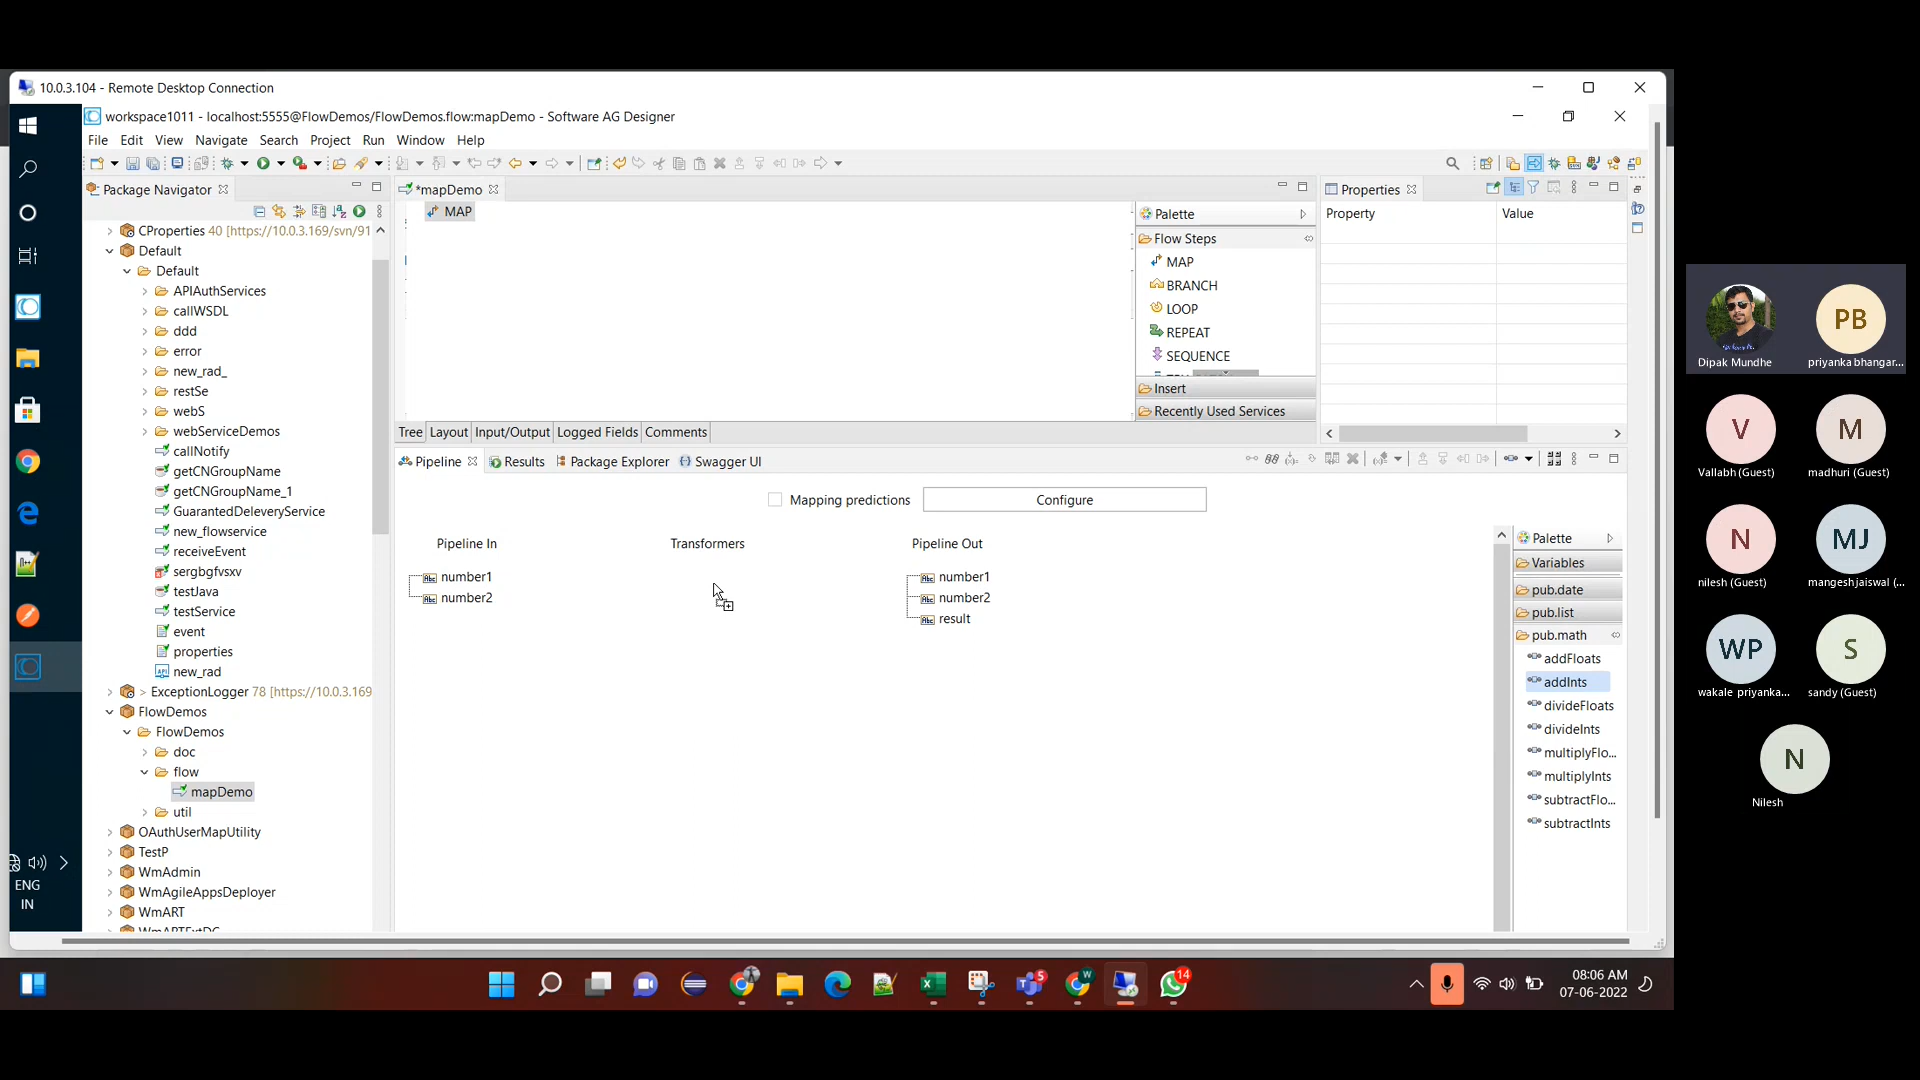 10.0.3.104 - Remote Desktop Connection
workspace1011 - localhost:5555@FlowDemos/FlowDemos.flow:mapDemo - Software AG Designer
File Edit View Navigate Search Project Run Window Help
Package Navigator
CProperties 40 [https://10.0.3.169/svn/91
Default
Default
APIAuthServices
callWSDL
ddd
error
new_rad_
restSe
webS
webServiceDemos
callNotify
getCNGroupName
getCNGroupName_1
GuarantedDeleveryService
new_flowservice
receiveEvent
sergbgfvsxv
testJava
testService
event
properties
new_rad
> ExceptionLogger 78 [https://10.0.3.169
FlowDemos
FlowDemos
doc
flow
mapDemo
util
OAuthUserMapUtility
TestP
WmAdmin
WmAgileAppsDeployer
WmART
WmARTExtDC
*mapDemo
MAP
Palette
Flow Steps
MAP
BRANCH
LOOP
REPEAT
SEQUENCE
Insert
Recently Used Services
Tree Layout Input/Output Logged Fields Comments
Properties
Property Value
Pipeline Results Package Explorer Swagger UI
Mapping predictions Configure
Pipeline In Transformers Pipeline Out
number1
number2
number1
number2
result
Palette
Variables
pub.date
pub.list
pub.math
addFloats
addInts
divideFloats
divideInts
multiplyFlo...
multiplyInts
subtractFlo...
subtractInts
ENG
IN
5
W
14
08:06 AM
07-06-2022
Dipak Mundhe
PB
priyanka bhangar...
V
Vallabh (Guest)
M
madhuri (Guest)
N
nilesh (Guest)
MJ
mangesh jaiswal (...
WP
wakale priyanka...
S
sandy (Guest)
N
Nilesh